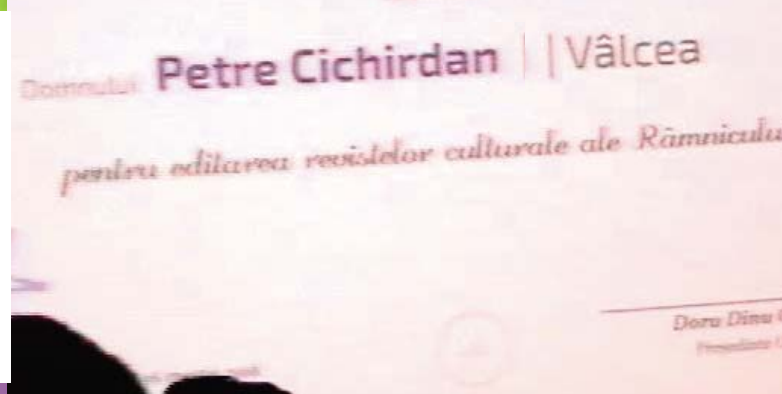 Domnului Petre Cichirdan | | Vâlcea
pentru editarea revistelor culturale ale Râmnicului
Doru Dinu